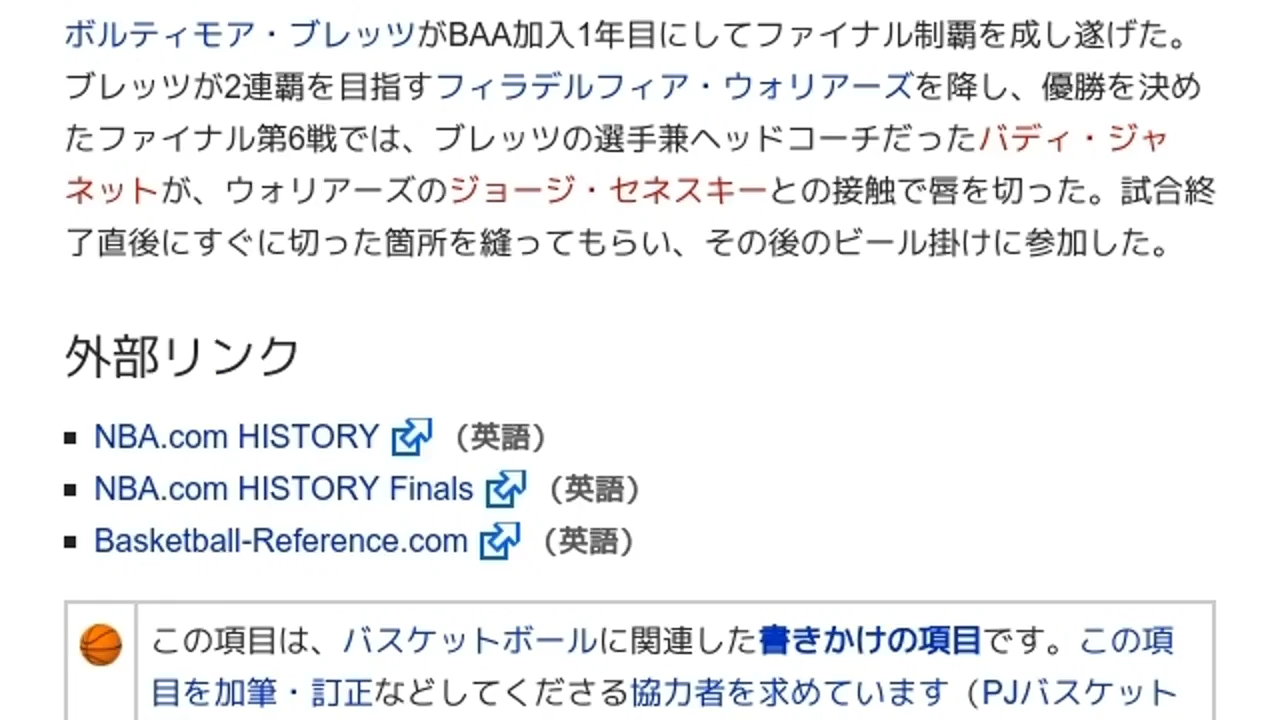 ボルティモア・ブレッツがBAA加入1年目にしてファイナル制覇を成し遂げた。
ブレッツが2連覇を目指すフィラデルフィア・ウォリアーズを降し、優勝を決め
たファイナル第6戦では、ブレッツの選手兼ヘッドコーチだったバディ・ジャ
ネットが、ウォリアーズのジョージ・セネスキーとの接触で唇を切った。試合終
了直後にすぐに切った箇所を縫ってもらい、その後のビール掛けに参加した。
外部リンク
NBA.com HISTORY （英語）
NBA.com HISTORY Finals （英語）
Basketball-Reference.com （英語）
この項目は、バスケットボールに関連した書きかけの項目です。この項
目を加筆・訂正などしてくださる協力者を求めています（PJバスケット